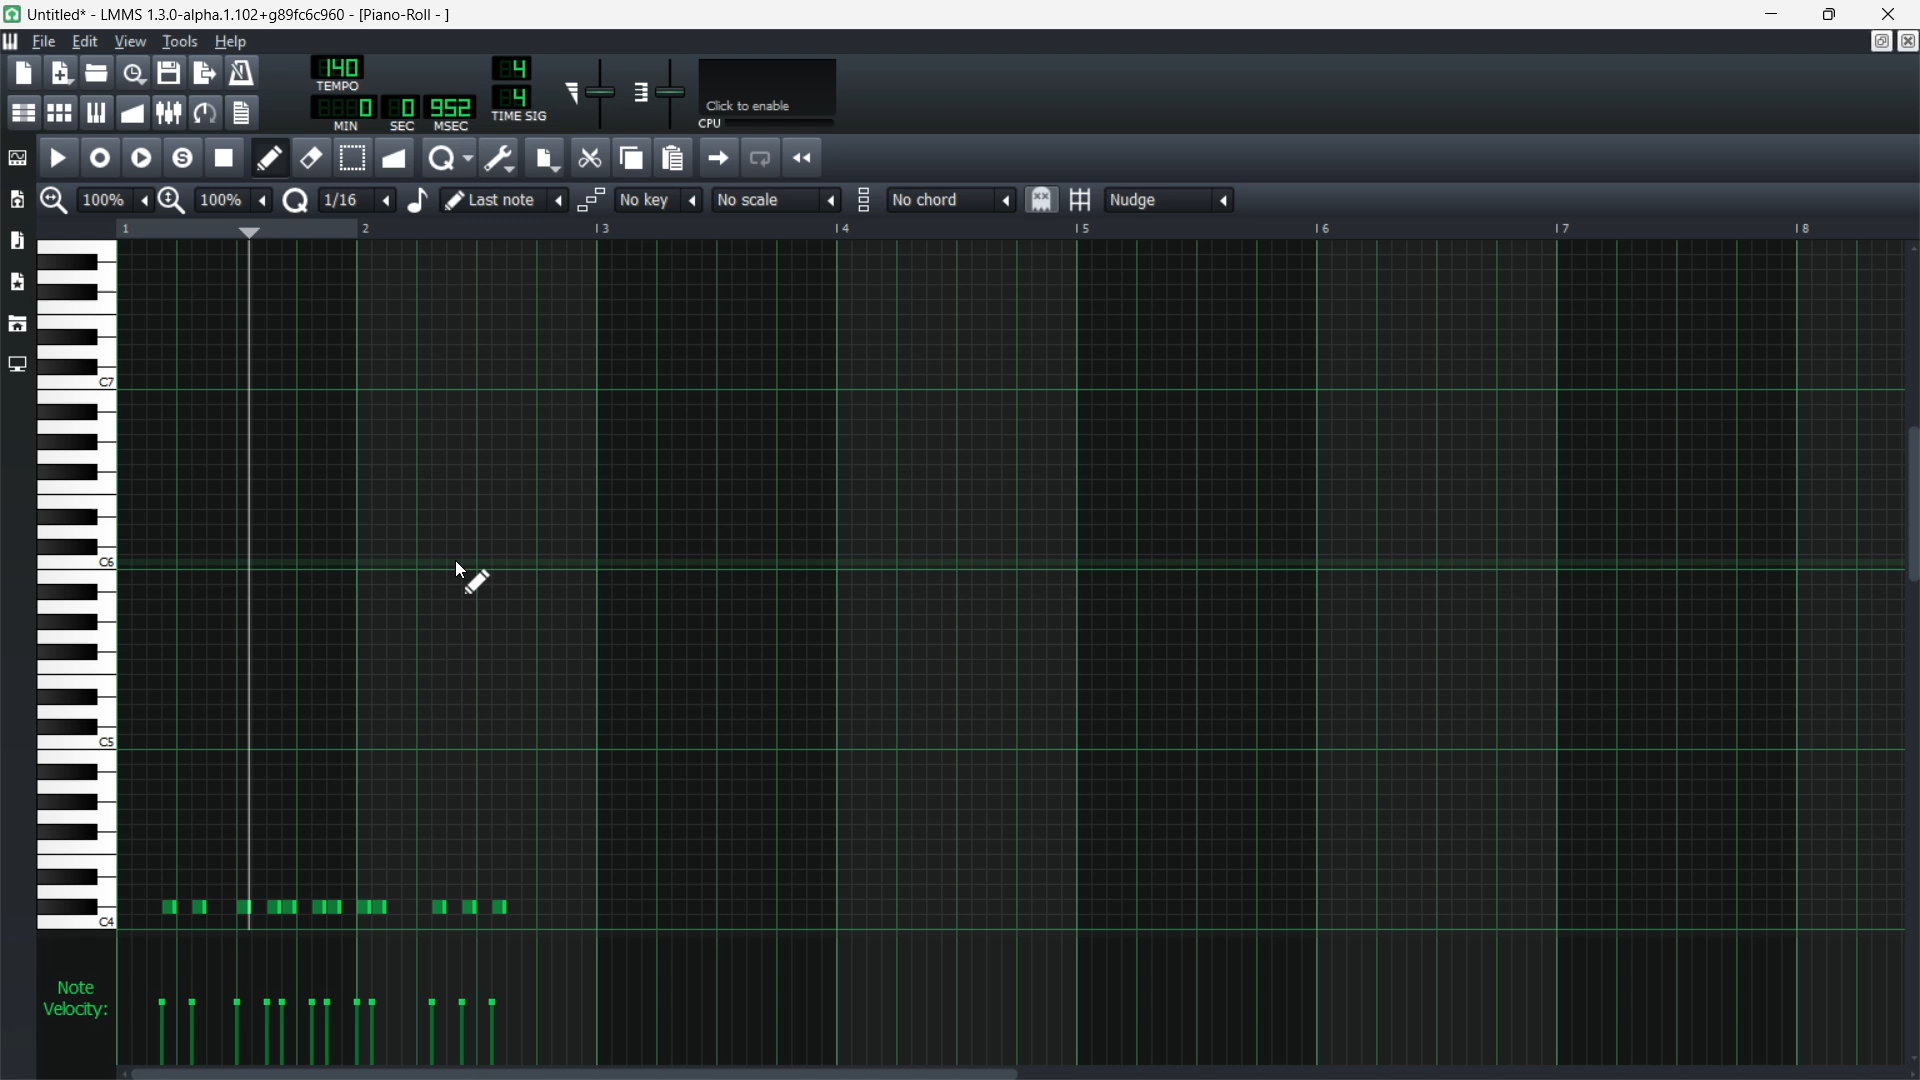 Untitled* - LMMS 1.3.0-alpha.1.102+g89fc6c960 - [Piano-Roll - ]
File Edit View Tools Help
140
TEMPO
4
4
TIME SIG
0 0 952
MIN SEC MSEC
Click to enable
CPU
100% 100% 1/16 Last note No key No scale No chord Nudge
1 2 3 4 5 6 7 8
C7
C6
C5
C4
Note
Velocity: